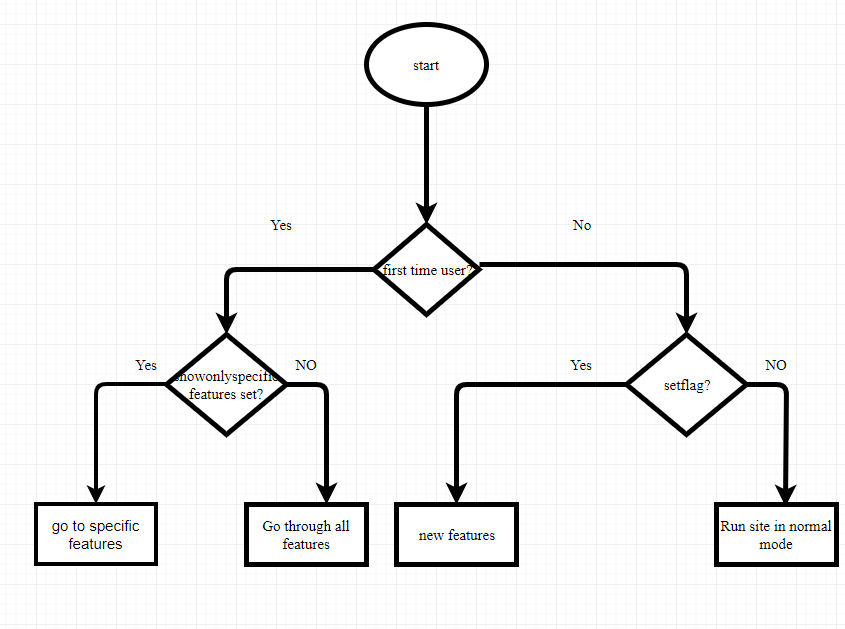 start
Yes
No
first time user?
Yes
showonlyspecific
features set?
NO
Yes
setflag?
NO
go to specific
features
Go through all
features
new features
Run site in normal
mode